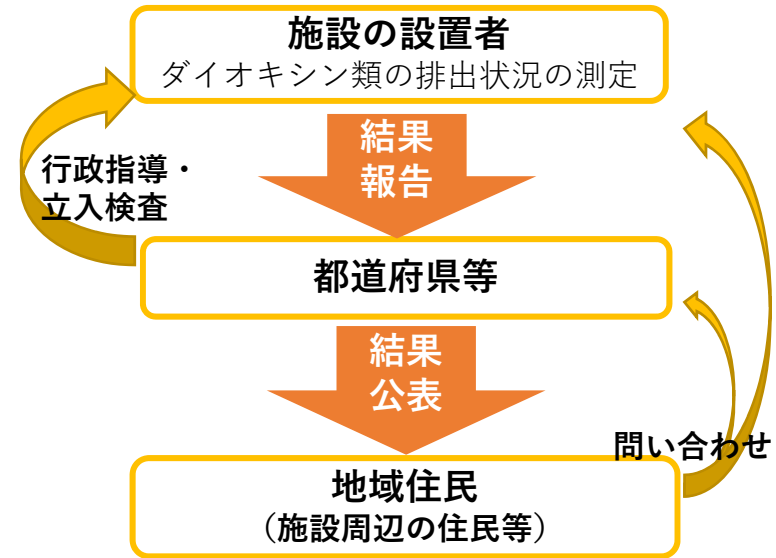 施設の設置者
ダイオキシン類の排出状況の測定
結果
報告
行政指導・
立入検査
都道府県等
結果
公表
問い合わせ
地域住民
（施設周辺の住民等）